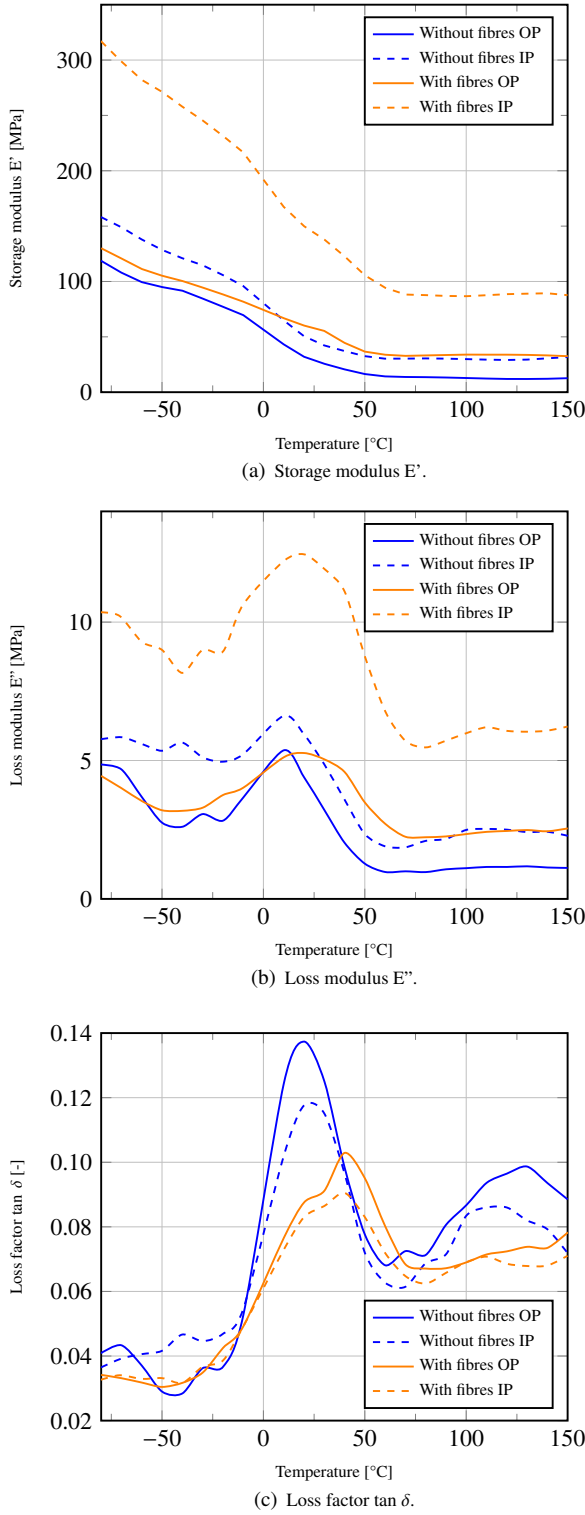 Without fibres OP
Without fibres IP
With fibres OP
With fibres IP
300
200
100
0
Storage modulus E' [MPa]
−50 0 50 100 150
Temperature [°C]
(a) Storage modulus E'.
Without fibres OP
Without fibres IP
With fibres OP
With fibres IP
10
5
0
Loss modulus E" [MPa]
−50 0 50 100 150
Temperature [°C]
(b) Loss modulus E".
0.14
0.12
0.10
0.08
0.06
0.04
0.02
Loss factor tan δ [-]
Without fibres OP
Without fibres IP
With fibres OP
With fibres IP
−50 0 50 100 150
Temperature [°C]
(c) Loss factor tan δ.